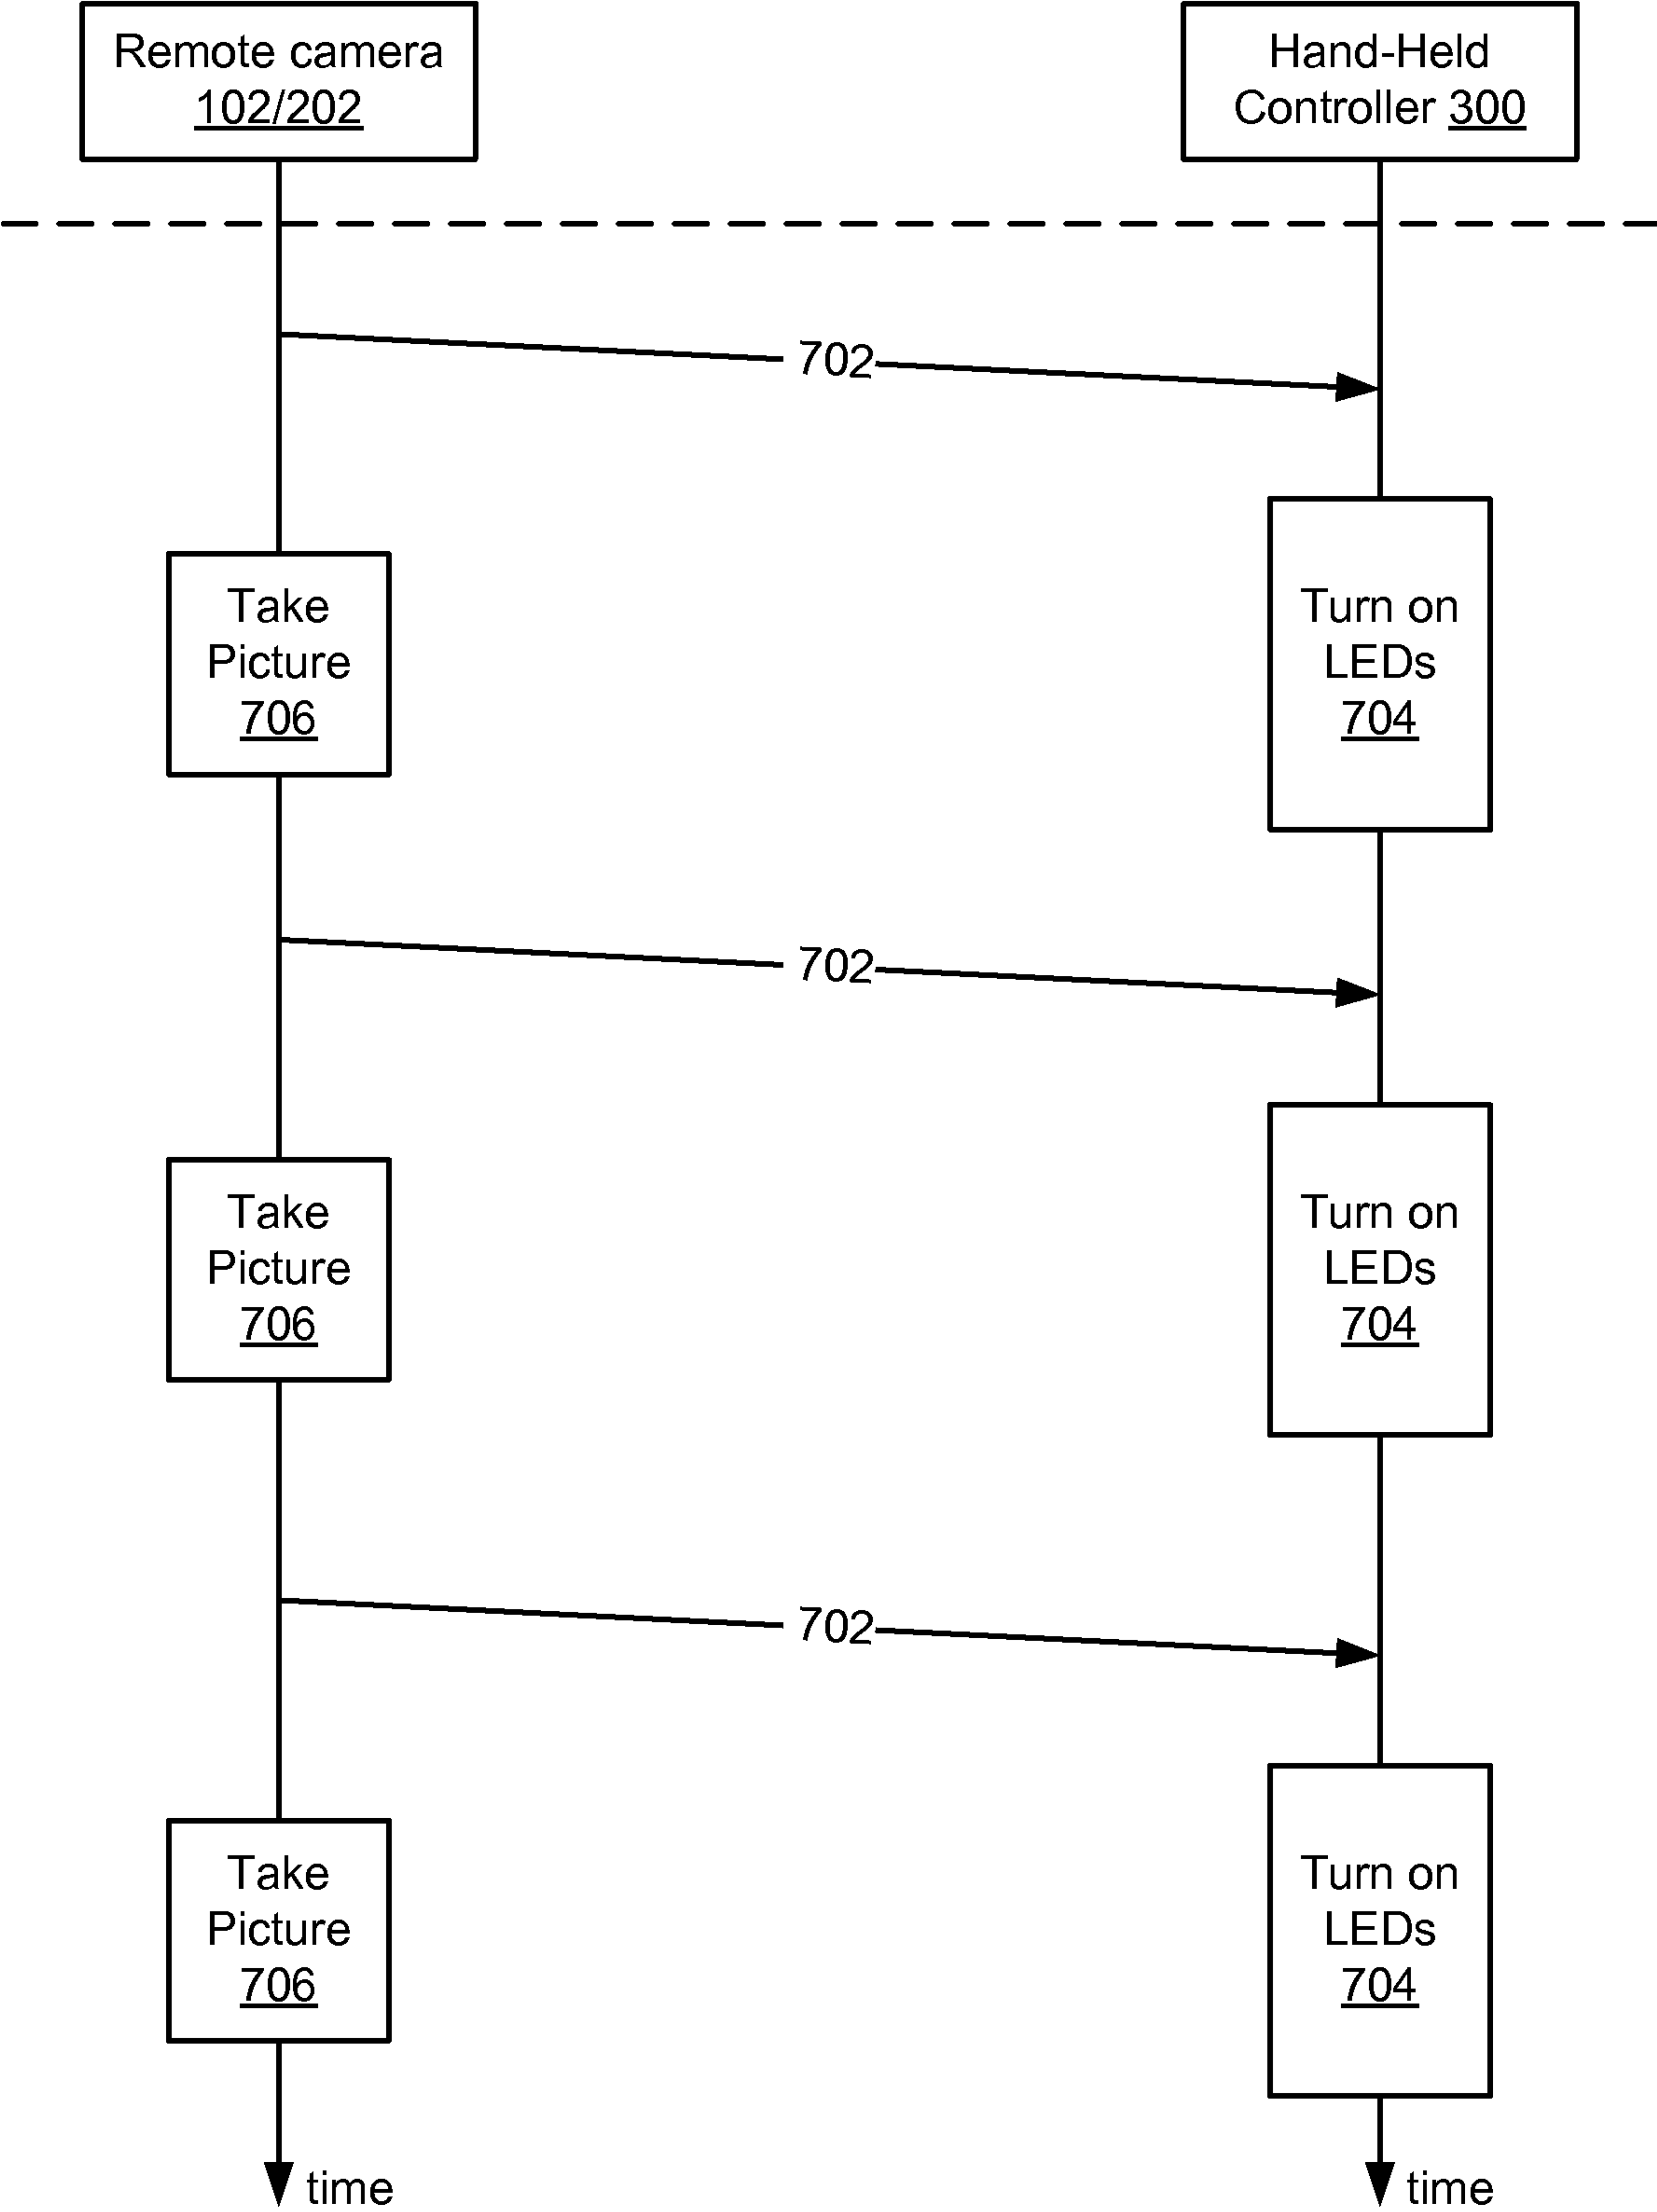 Remote camera
102/202
Hand-Held
Controller 300
702
Take
Picture
706
Turn on
LEDs
704
702
Take
Picture
706
Turn on
LEDs
704
702
Take
Picture
706
Turn on
LEDs
704
time
time